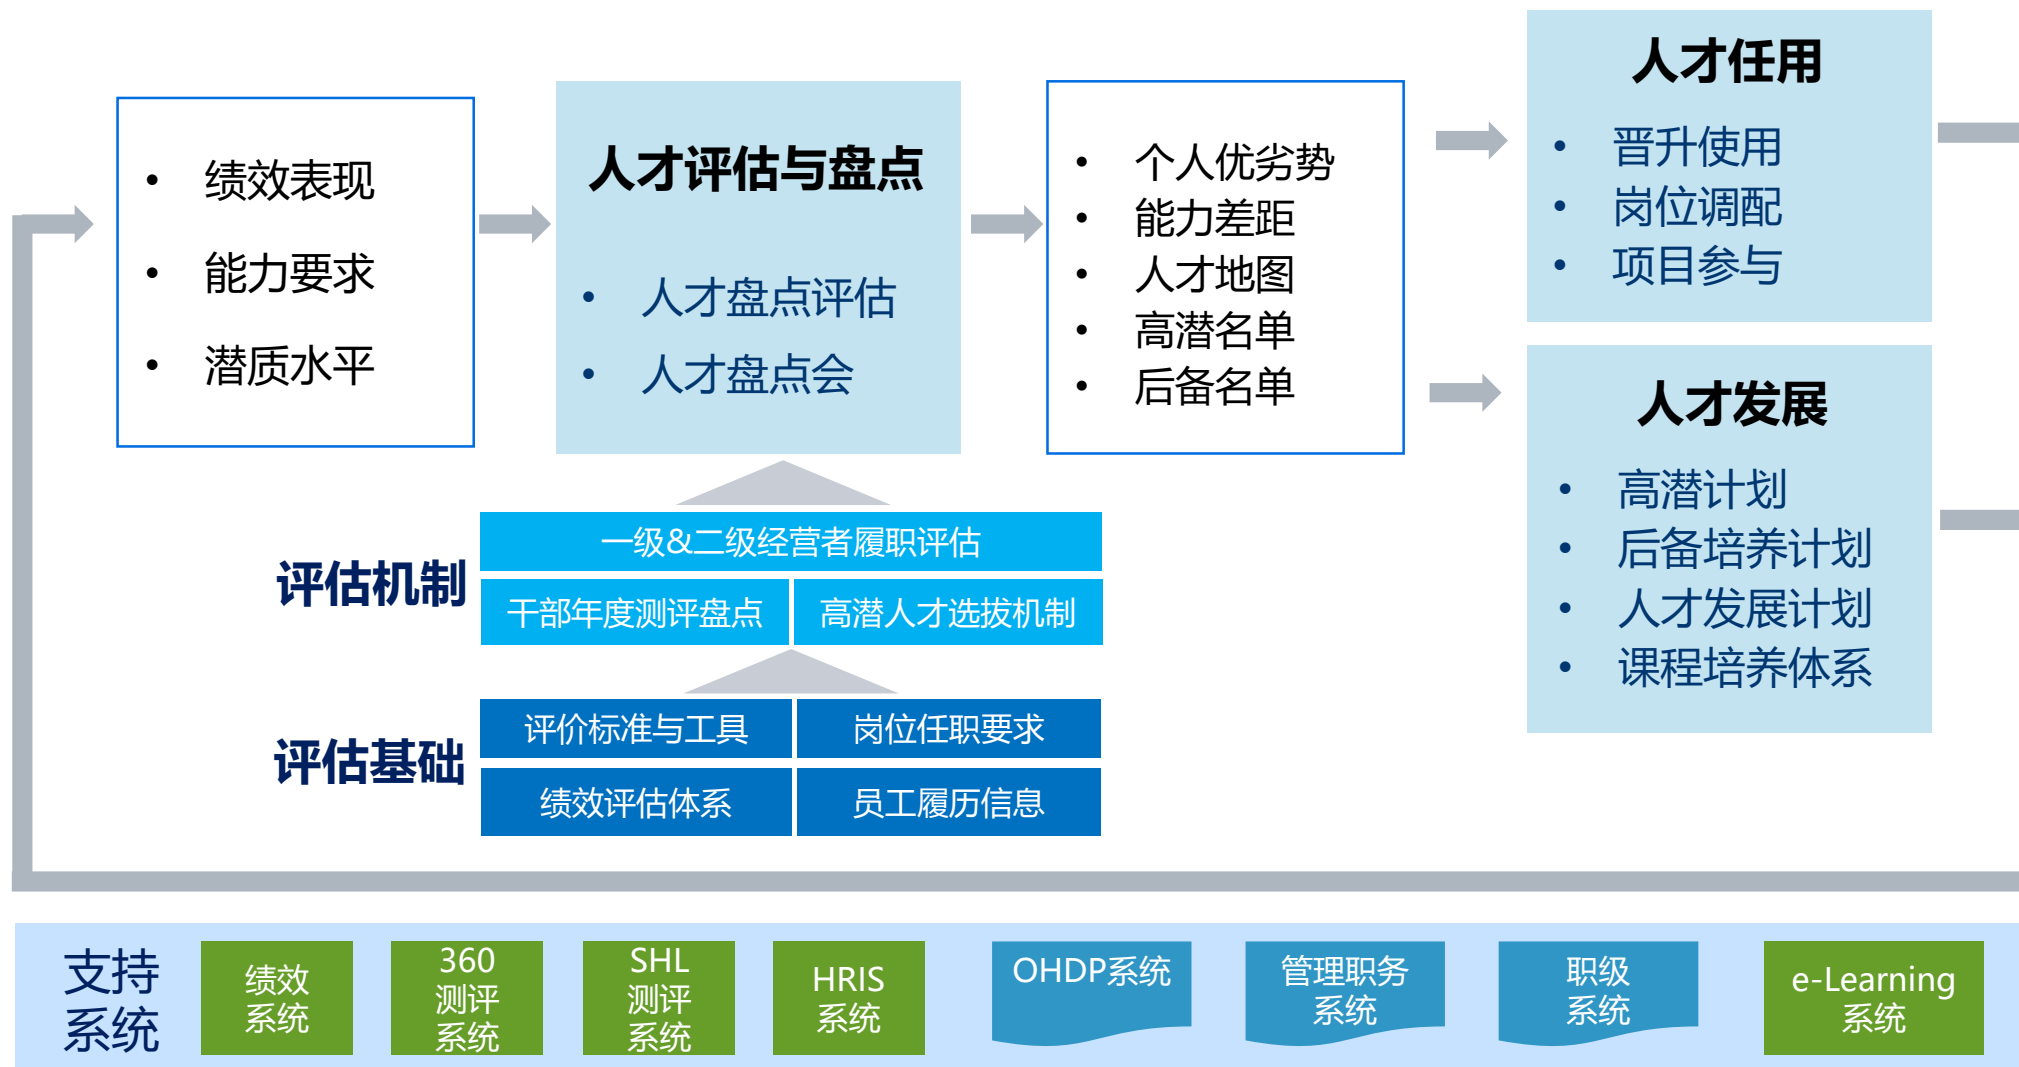 绩效表现
能力要求
潜质水平
人才评估与盘点
人才盘点评估
人才盘点会
个人优劣势
能力差距
人才地图
高潜名单
后备名单
人才任用
晋升使用
岗位调配
项目参与
人才发展
高潜计划
后备培养计划
人才发展计划
课程培养体系
评估机制
一级&二级经营者履职评估
干部年度测评盘点
高潜人才选拔机制
评估基础
评价标准与工具
岗位任职要求
绩效评估体系
员工履历信息
支持
系统
绩效
系统
360
测评
系统
SHL
测评
系统
HRIS
系统
OHDP系统
管理职务
系统
职级
系统
e-Learning
系统